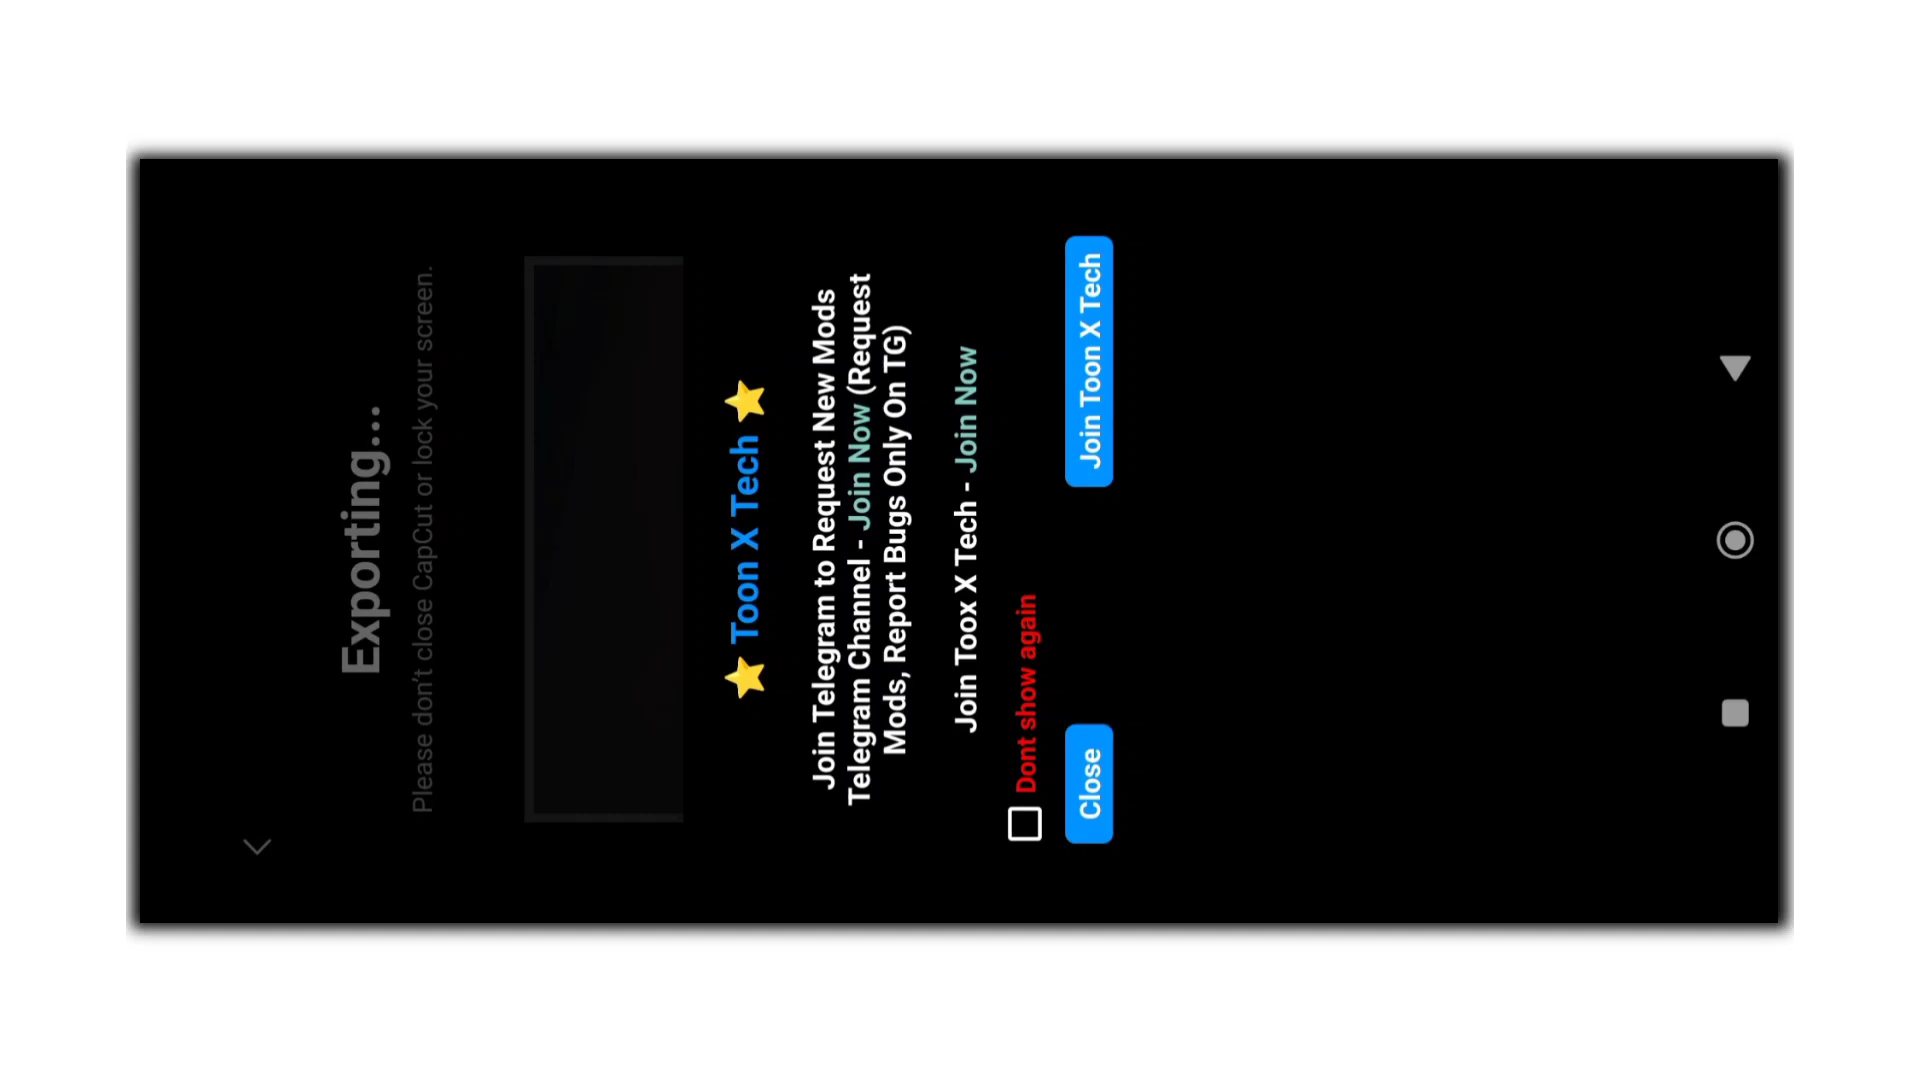 Exporting...
Please don't close CapCut or lock your screen.
⭐ Toon X Tech ⭐
Join Telegram to Request New Mods
Telegram Channel - Join Now (Request
Mods, Report Bugs Only On TG)
Join Toox X Tech - Join Now
Dont show again
Close
Join Toon X Tech